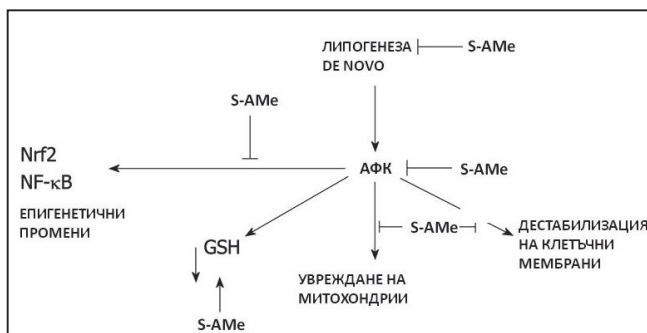 ЛИПОГЕНЕЗА
DE NOVO
S-AMe
S-AMe
Nrf2
NF-κB
АФК
S-AMe
ЕПИГЕНЕТИЧНИ
ПРОМЕНИ
GSH
S-AMe
ДЕСТАБИЛИЗАЦИЯ
НА КЛЕТЪЧНИ
МЕМБРАНИ
УВРЕЖДАНЕ НА
МИТОХОНДРИИ
S-AMe